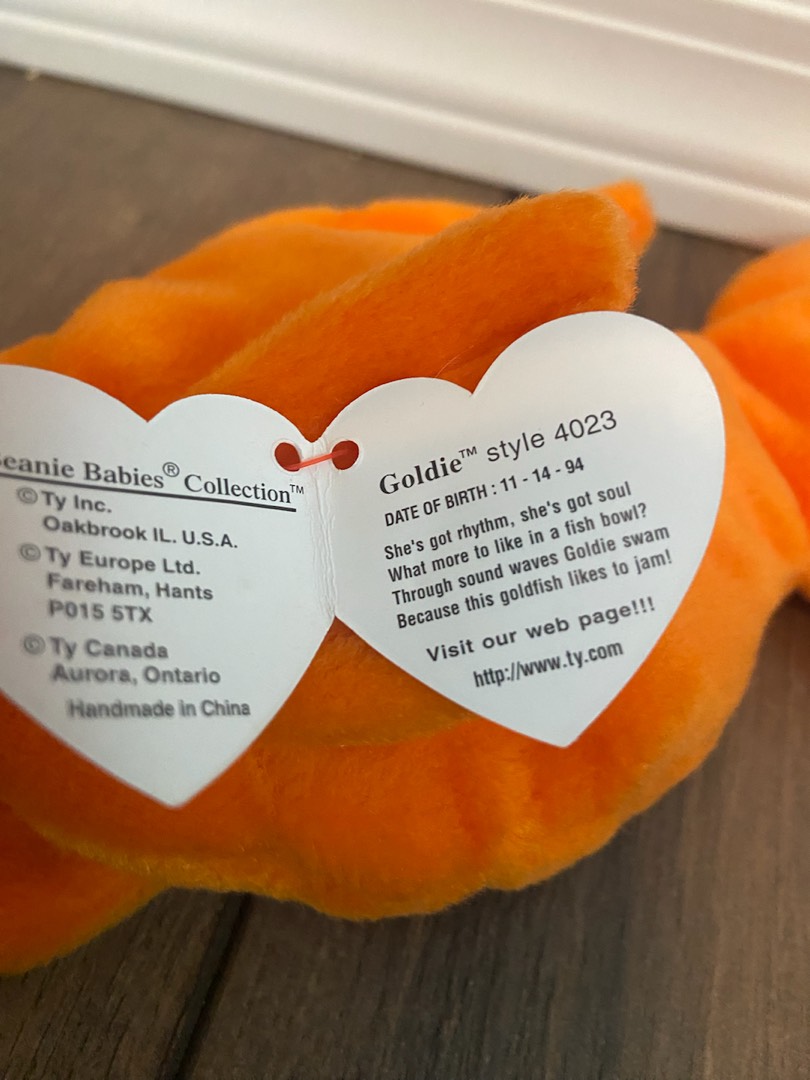 Beanie Babies® Collection™
©Ty Inc.
Oakbrook IL. U.S.A.
©Ty Europe Ltd.
Fareham, Hants
P015 5TX
©Ty Canada
Aurora, Ontario
Handmade in China
Goldie™ style 4023
DATE OF BIRTH : 11 - 14 - 94
She's got rhythm, she's got soul
What more to like in a fish bowl?
Through sound waves Goldie swam
Because this goldfish likes to jam!
Visit our web page!!!
http://www.ty.com